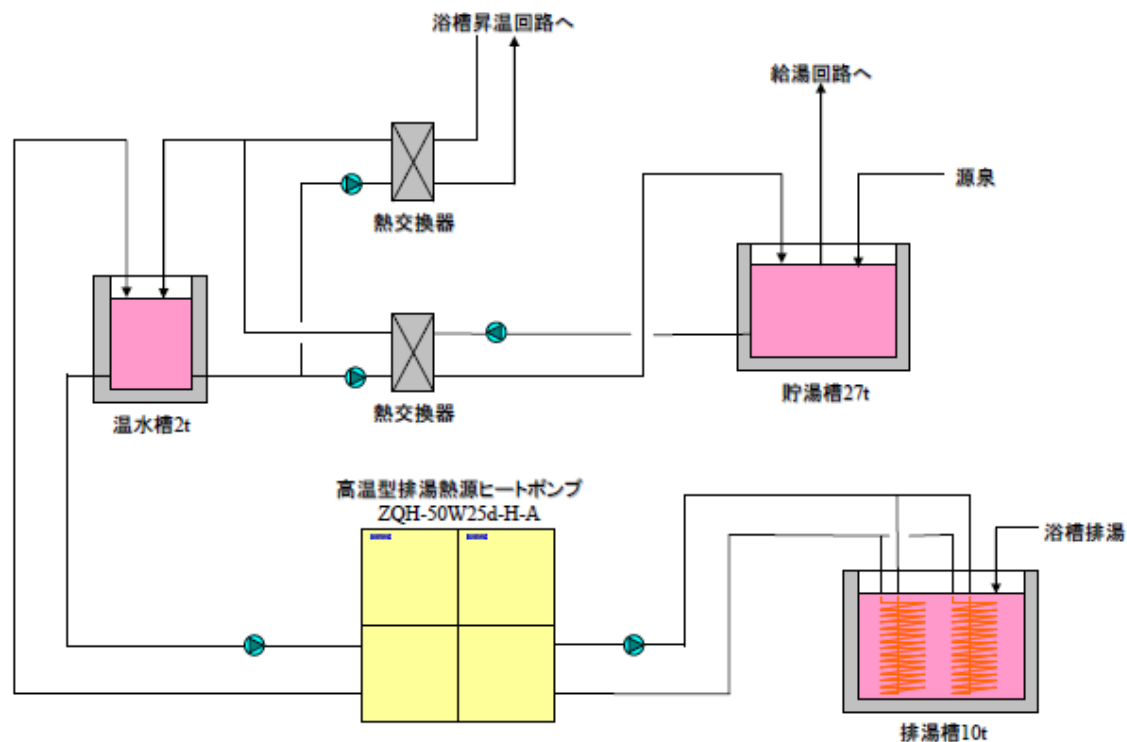 浴槽昇温回路へ
給湯回路へ
源泉
熱交換器
温水槽2t
熱交換器
貯湯槽27t
高温型排湯熱源ヒートポンプ
ZQH-50W25d-H-A
浴槽排湯
排湯槽10t